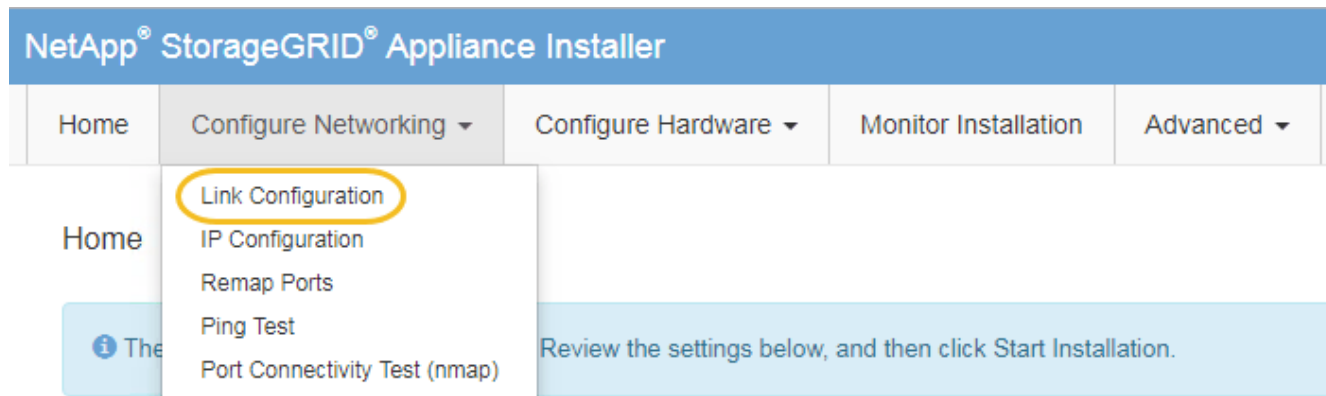 NetApp® StorageGRID® Appliance Installer
Home Configure Networking Configure Hardware Monitor Installation Advanced
Link Configuration
Home
IP Configuration
Remap Ports
Ping Test
The Review the settings below, and then click Start Installation.
Port Connectivity Test (nmap)